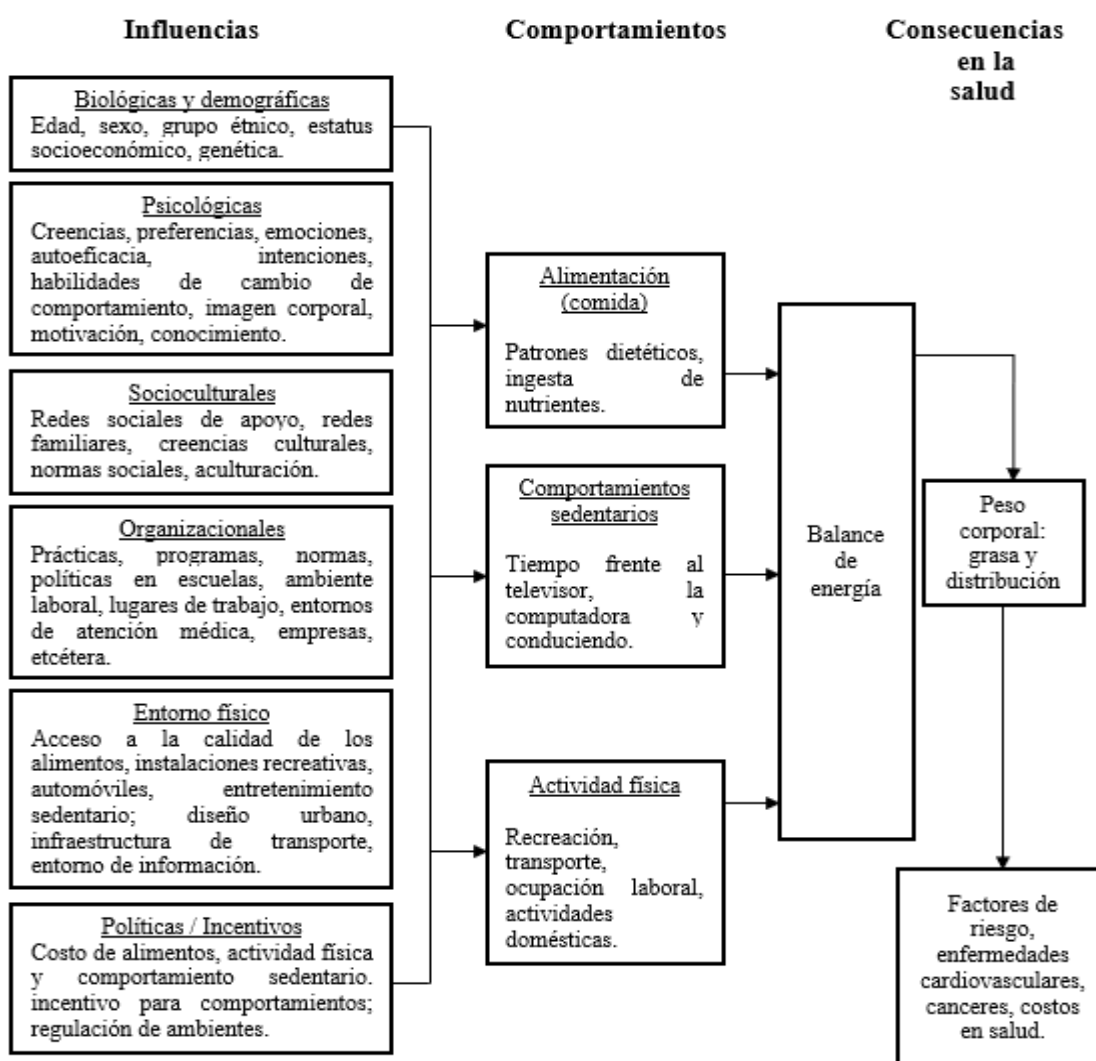 Influencias
Comportamientos
Consecuencias
en la
salud
Biológicas y demográficas
Edad, sexo, grupo étnico, estatus
socioeconómico, genética.
Psicológicas
Creencias, preferencias, emociones,
autoeficacia, intenciones,
habilidades de cambio de
comportamiento, imagen corporal,
motivación, conocimiento.
Socioculturales
Redes sociales de apoyo, redes
familiares, creencias culturales,
normas sociales, aculturación.
Organizacionales
Prácticas, programas, normas,
políticas en escuelas, ambiente
laboral, lugares de trabajo, entornos
de atención médica, empresas,
etcétera.
Entorno físico
Acceso a la calidad de los
alimentos, instalaciones recreativas,
automóviles, entretenimiento
sedentario; diseño urbano,
infraestructura de transporte,
entorno de información.
Políticas / Incentivos
Costo de alimentos, actividad física
y comportamiento sedentario.
incentivo para comportamientos;
regulación de ambientes.
Alimentación
(comida)
Patrones dietéticos,
ingesta de
nutrientes.
Comportamientos
sedentarios
Tiempo frente al
televisor, la
computadora y
conduciendo.
Actividad física
Recreación,
transporte,
ocupación laboral,
actividades
domésticas.
Balance
de
energía
Peso
corporal:
grasa y
distribución
Factores de
riesgo,
enfermedades
cardiovasculares,
canceres, costos
en salud.